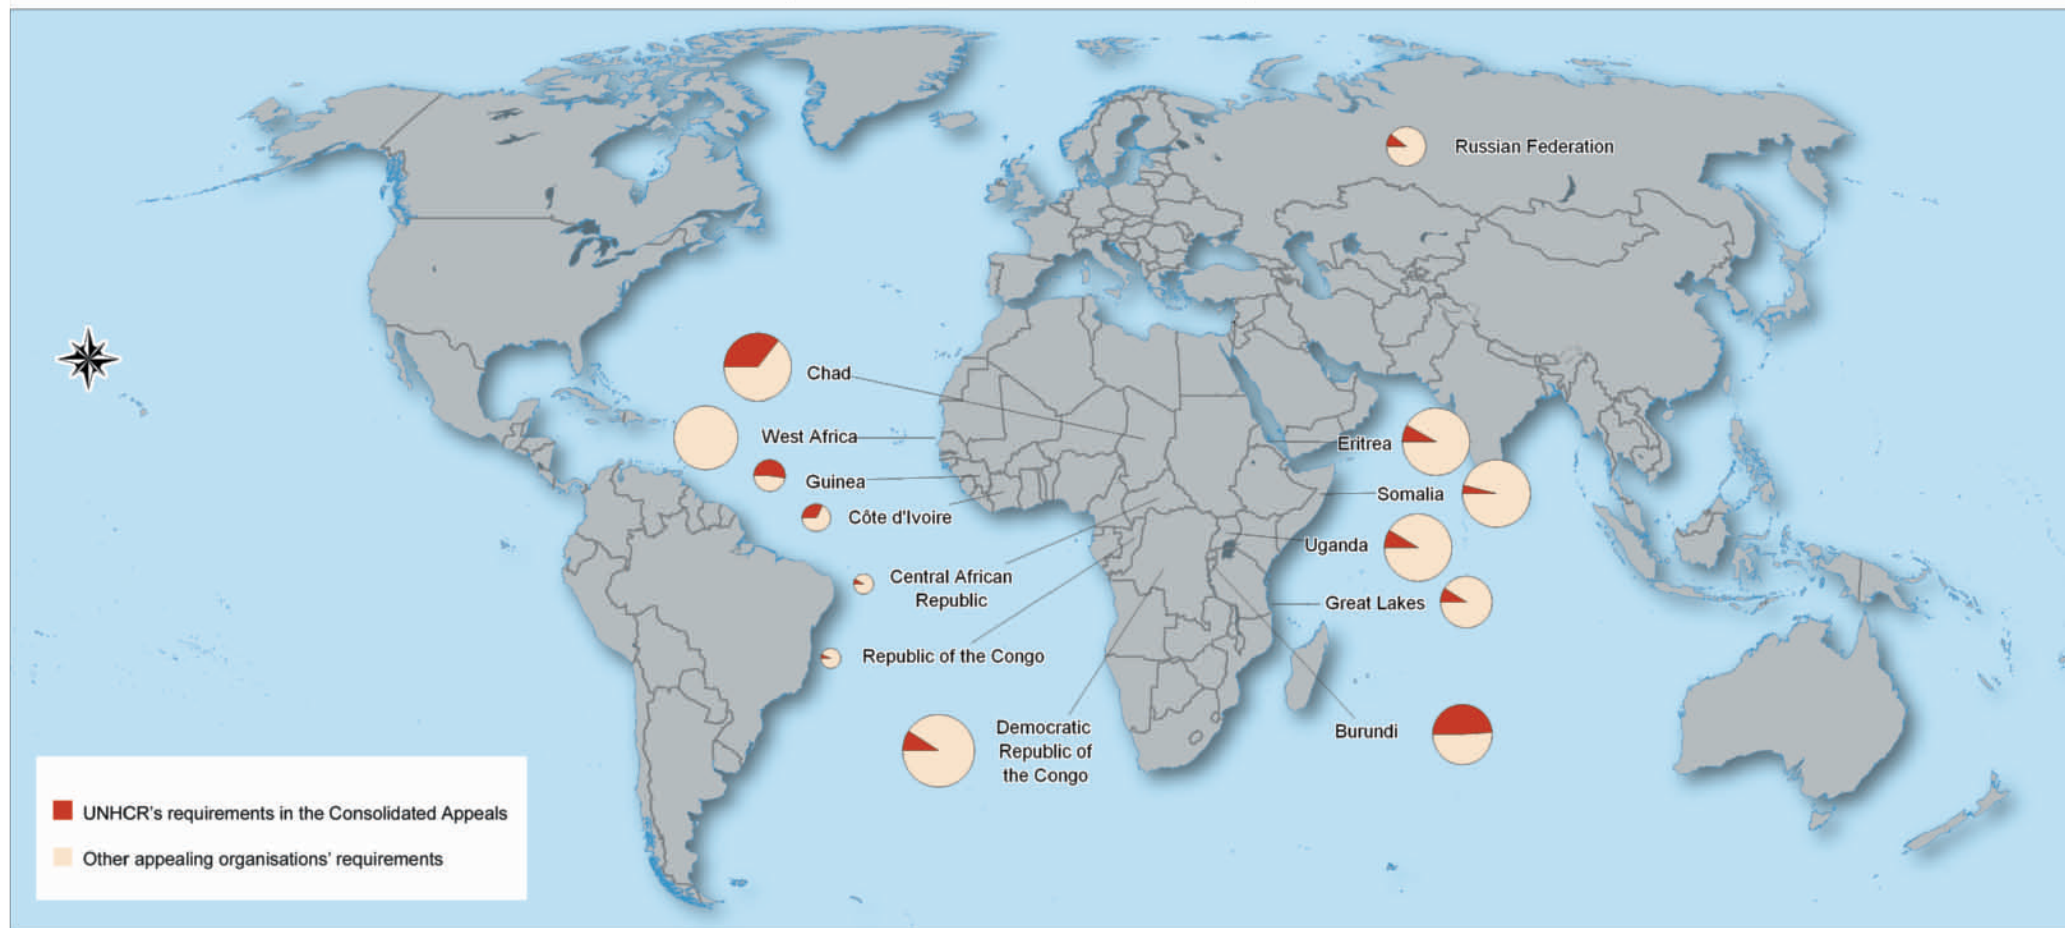 Russian Federation
Chad
West Africa
Guinea
Côte d'Ivoire
Eritrea
Somalia
Uganda
Central African
Republic
Great Lakes
Republic of the Congo
Democratic
Republic of
the Congo
Burundi
UNHCR's requirements in the Consolidated Appeals
Other appealing organisations' requirements